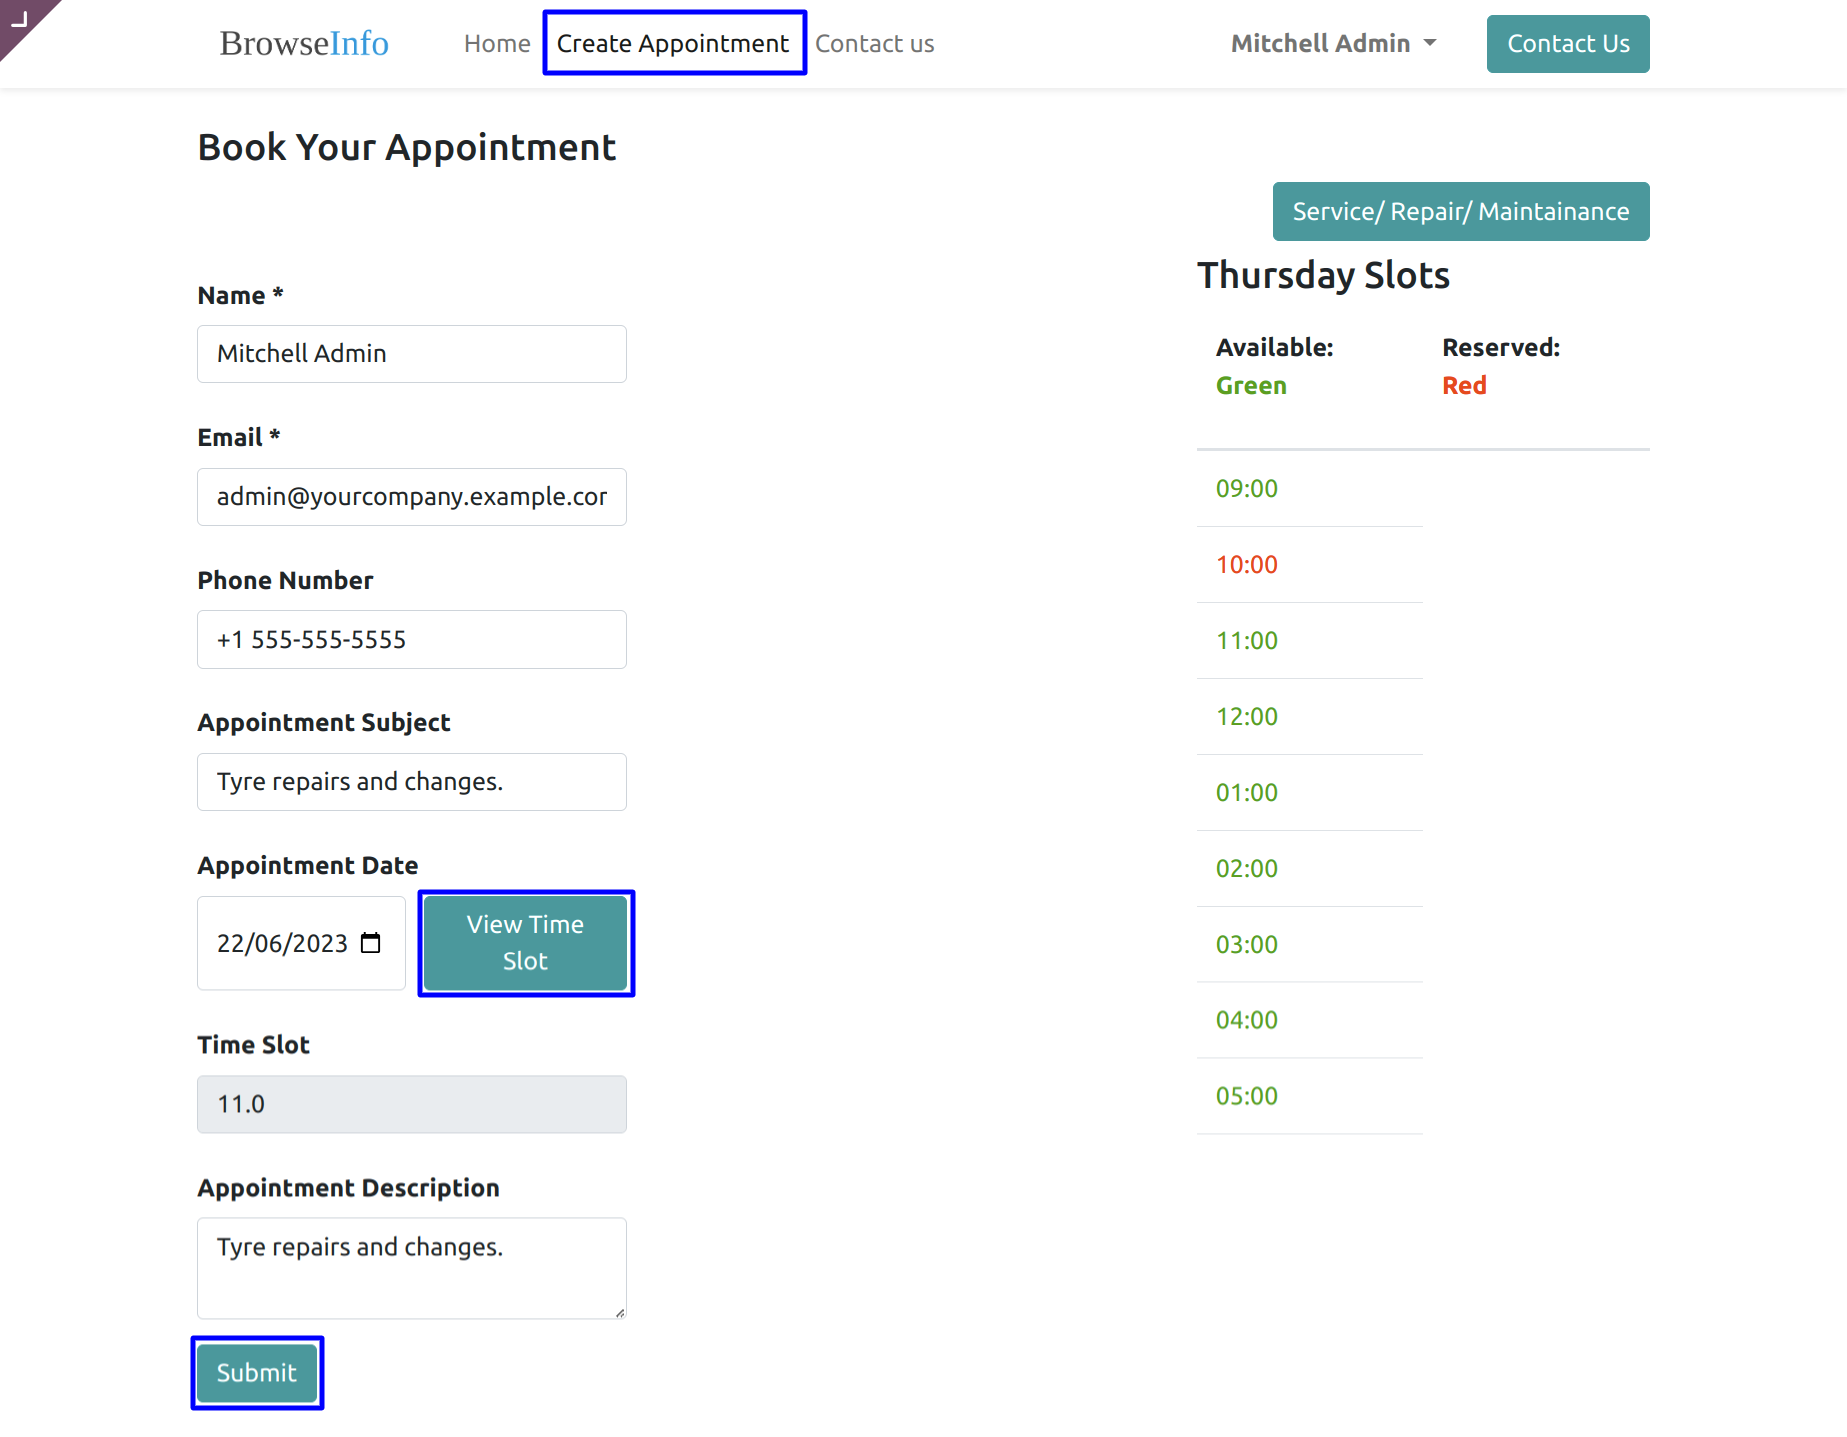 BrowseInfo
Home
Create Appointment
Contact us
Mitchell Admin
Contact Us
Book Your Appointment
Service/ Repair/ Maintainance
Name *
Mitchell Admin
Email *
admin@yourcompany.example.cor
Phone Number
+1 555-555-5555
Appointment Subject
Tyre repairs and changes.
Appointment Date
22/06/2023
View Time
Slot
Time Slot
11.0
Appointment Description
Tyre repairs and changes.
Submit
Thursday Slots
Available:
Green
Reserved:
Red
09:00
10:00
11:00
12:00
01:00
02:00
03:00
04:00
05:00